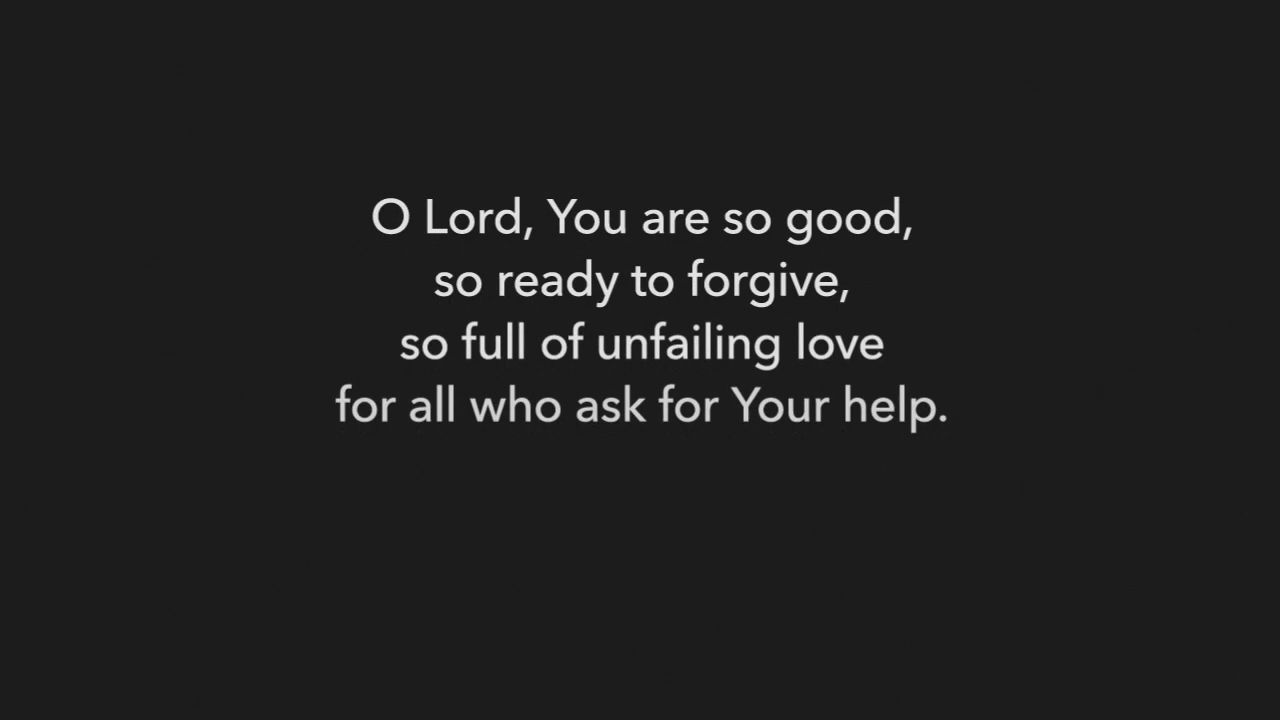 O Lord, You are so good,
so ready to forgive,
so full of unfailing love
for all who ask for Your help.